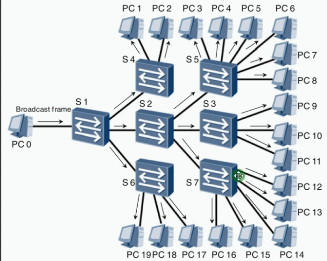 PC 1 PC 2 PC 3 PC 4 PC 5 PC 6
PC 7
S 4 S 5
PC 8
PC 9
Broadcast frame S 1 S 2 S 3
PC 10
PC 0
PC 11
S 6 S 7
PC 12
PC 13
PC 19 PC 18 PC 17 PC 16 PC 15 PC 14